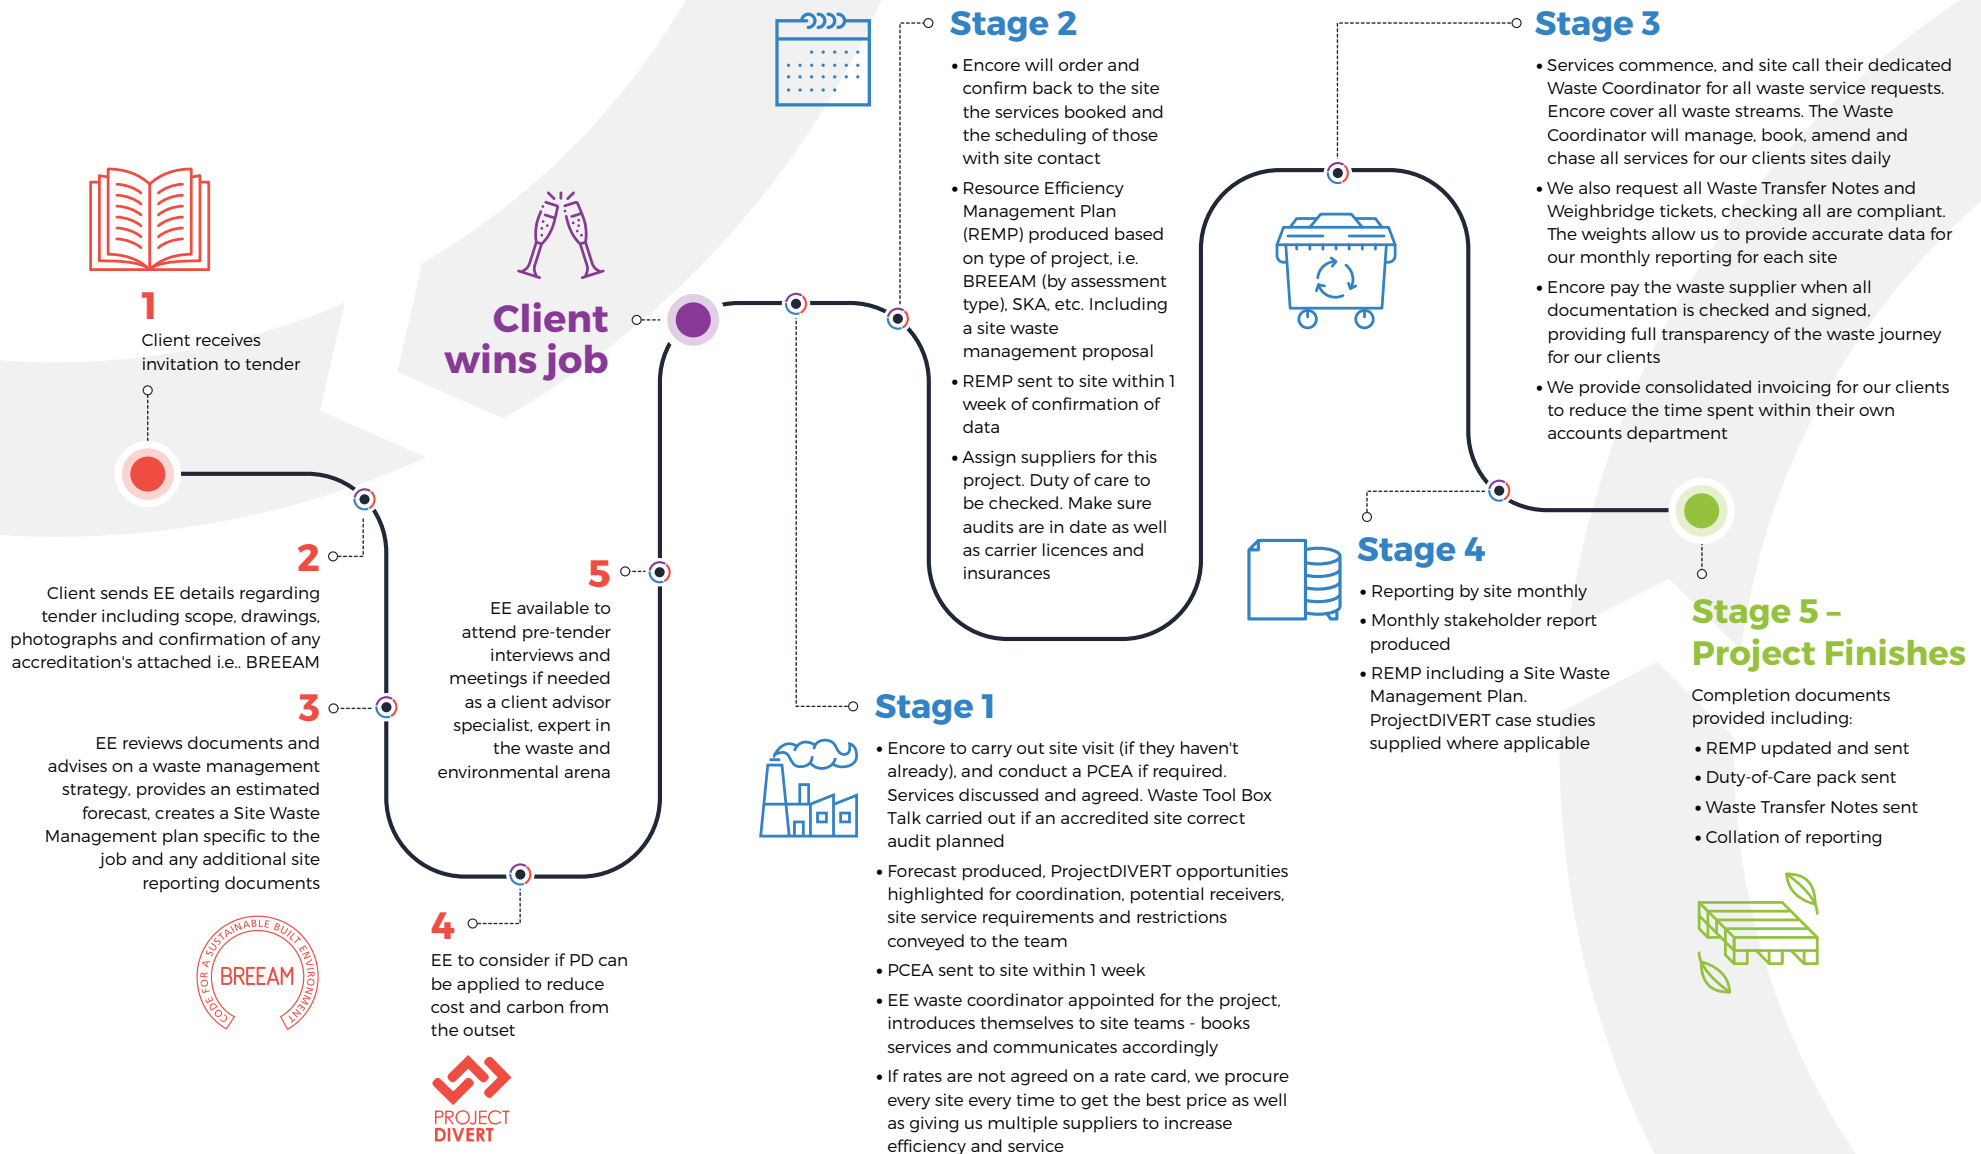 1
Client receives
invitation to tender
2
Client sends EE details regarding
tender including scope, drawings,
photographs and confirmation of any
accreditation's attached i.e.. BREEAM
3
EE reviews documents and
advises on a waste management
strategy, provides an estimated
forecast, creates a Site Waste
Management plan specific to the
job and any additional site
reporting documents
CODE FOR A SUSTAINABLE BUILT ENVIRONMENT
BREEAM
4
EE to consider if PD can
be applied to reduce
cost and carbon from
the outset
PROJECT
DIVERT
5
EE available to
attend pre-tender
interviews and
meetings if needed
as a client advisor
specialist, expert in
the waste and
environmental arena
Client
wins job
Stage 1
• Encore to carry out site visit (if they haven't
already), and conduct a PCEA if required.
Services discussed and agreed. Waste Tool Box
Talk carried out if an accredited site correct
audit planned
• Forecast produced, ProjectDIVERT opportunities
highlighted for coordination, potential receivers,
site service requirements and restrictions
conveyed to the team
• PCEA sent to site within 1 week
• EE waste coordinator appointed for the project,
introduces themselves to site teams - books
services and communicates accordingly
• If rates are not agreed on a rate card, we procure
every site every time to get the best price as well
as giving us multiple suppliers to increase
efficiency and service
Stage 2
• Encore will order and
confirm back to the site
the services booked and
the scheduling of those
with site contact
• Resource Efficiency
Management Plan
(REMP) produced based
on type of project, i.e.
BREEAM (by assessment
type), SKA, etc. Including
a site waste
management proposal
• REMP sent to site within 1
week of confirmation of
data
• Assign suppliers for this
project. Duty of care to
be checked. Make sure
audits are in date as well
as carrier licences and
insurances
Stage 3
• Services commence, and site call their dedicated
Waste Coordinator for all waste service requests.
Encore cover all waste streams. The Waste
Coordinator will manage, book, amend and
chase all services for our clients sites daily
• We also request all Waste Transfer Notes and
Weighbridge tickets, checking all are compliant.
The weights allow us to provide accurate data for
our monthly reporting for each site
• Encore pay the waste supplier when all
documentation is checked and signed,
providing full transparency of the waste journey
for our clients
• We provide consolidated invoicing for our clients
to reduce the time spent within their own
accounts department
Stage 4
• Reporting by site monthly
• Monthly stakeholder report
produced
• REMP including a Site Waste
Management Plan.
ProjectDIVERT case studies
supplied where applicable
Stage 5 –
Project Finishes
Completion documents
provided including:
• REMP updated and sent
• Duty-of-Care pack sent
• Waste Transfer Notes sent
• Collation of reporting